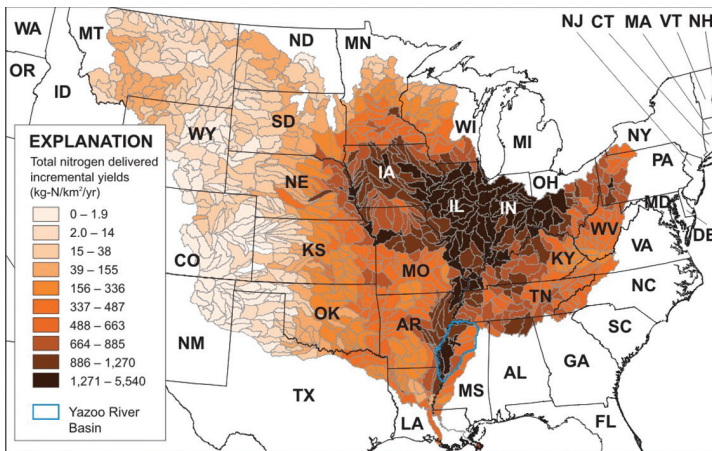 WA
MT
ND
MN
NJ CT MA VT NH
OR
ID
SD
WI
MI
NY
WY
PA
EXPLANATION
Total nitrogen delivered
incremental yields
(kg-N/km²/yr)
0 – 1.9
2.0 – 14
15 – 38
39 – 155
156 – 336
337 – 487
488 – 663
664 – 885
886 – 1,270
1,271 – 5,540
Yazoo River
Basin
NE
IA
IL
IN
OH
MD
DE
WV
VA
CO
KS
MO
KY
NC
TN
OK
AR
SC
NM
MS
AL
GA
TX
LA
FL